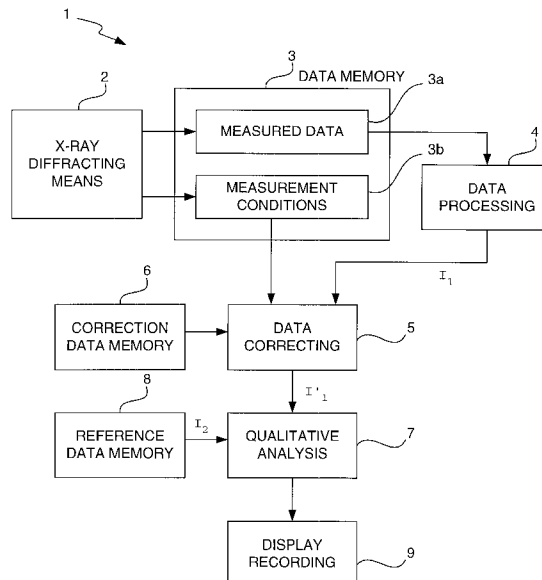 1
2
3
DATA MEMORY
3a
X-RAY
DIFFRACTING
MEANS
MEASURED DATA
3b
4
MEASUREMENT
CONDITIONS
DATA
PROCESSING
I1
6
CORRECTION
DATA MEMORY
DATA
CORRECTING
5
8
I'1
REFERENCE
DATA MEMORY
I2
QUALITATIVE
ANALYSIS
7
DISPLAY
RECORDING
9